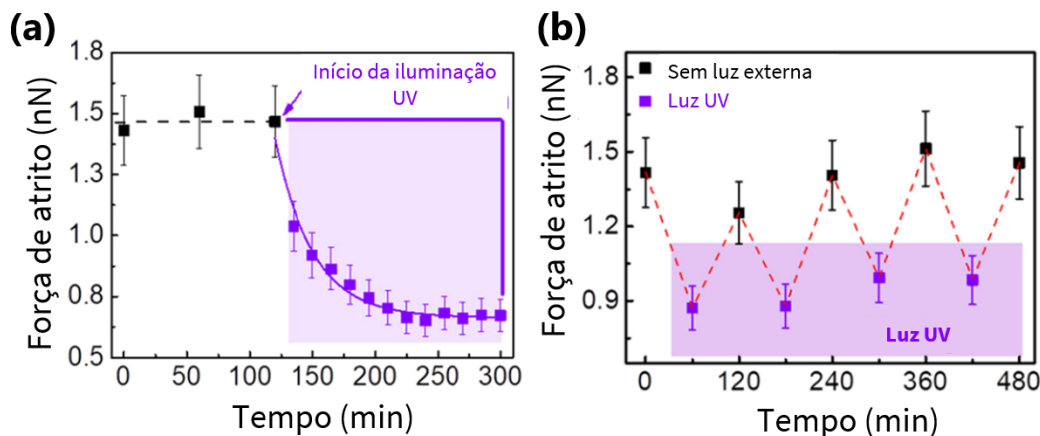 (a)
Força de atrito (nN)
1.8
1.5
1.3
1.0
0.8
0.5
Início da iluminação
UV
0 50 100 150 200 250 300
Tempo (min)
(b)
Força de atrito (nN)
1.8
1.5
1.2
0.9
Sem luz externa
Luz UV
Luz UV
0 120 240 360 480
Tempo (min)